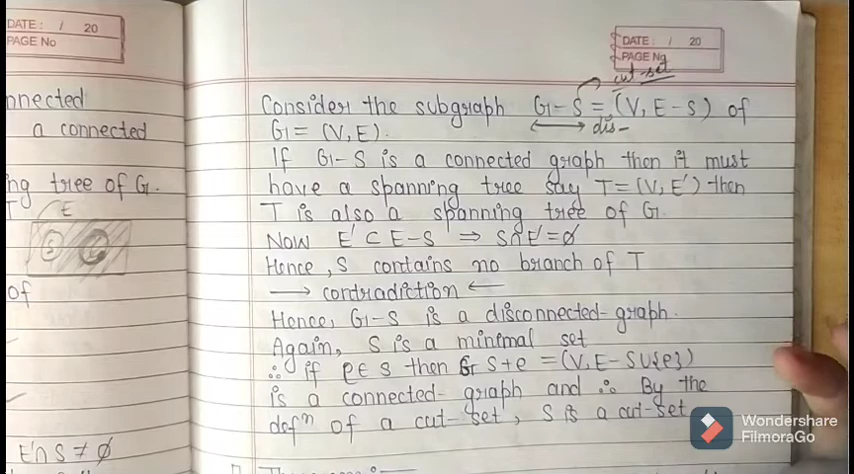 DATE: / 20
PAGE No
nnected
a connected
ng tree of G.
E
of
E'∩S ≠ ∅
DATE: / 20
PAGE No
cut-set
Consider the subgraph G-S = (V, E-S) of
dis-
G = (V, E).
If G-S is a connected graph then it must
have a spanning tree say T = (V, E') then
T is also a spanning tree of G.
Now E' ⊂ E-S ⇒ S∩E' = ∅
Hence, S contains no branch of T
→ contradiction ←
Hence, G-S is a disconnected graph.
Again, S is a minimal set
∴ if e ∈ S then G S+e = (V, E-S∪{e})
is a connected graph and ∴ By the
defⁿ of a cut-set, S is a cut-set
Wondershare
FilmoraGo